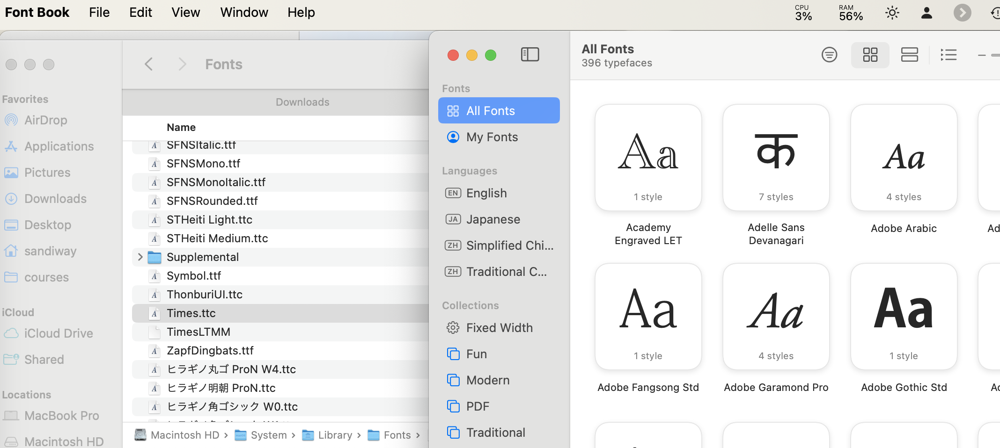 Font Book File Edit View Window Help
CPU 3% RAM 56%
Fonts
Downloads
Favorites
AirDrop
Applications
Pictures
Downloads
Desktop
sandiway
courses
iCloud
iCloud Drive
Shared
Locations
MacBook Pro
Macintosh HD
Name
SFNSItalic.ttf
SFNSMono.ttf
SFNSMonoItalic.ttf
SFNSRounded.ttf
STHeiti Light.ttc
STHeiti Medium.ttc
Supplemental
Symbol.ttf
ThonburiUI.ttc
Times.ttc
TimesLTMM
ZapfDingbats.ttf
ヒラギノ丸ゴ ProN W4.ttc
ヒラギノ明朝 ProN.ttc
ヒラギノ角ゴシック W0.ttc
Macintosh HD › System › Library › Fonts ›
Fonts
All Fonts
My Fonts
Languages
EN English
JA Japanese
ZH Simplified Chi...
ZH Traditional C...
Collections
Fixed Width
Fun
Modern
PDF
Traditional
All Fonts
396 typefaces
Aa
1 style
Academy
Engraved LET
क
7 styles
Adelle Sans
Devanagari
Aa
4 styles
Adobe Arabic
Ad
Aa
1 style
Adobe Fangsong Std
Aa
4 styles
Adobe Garamond Pro
Aa
1 style
Adobe Gothic Std